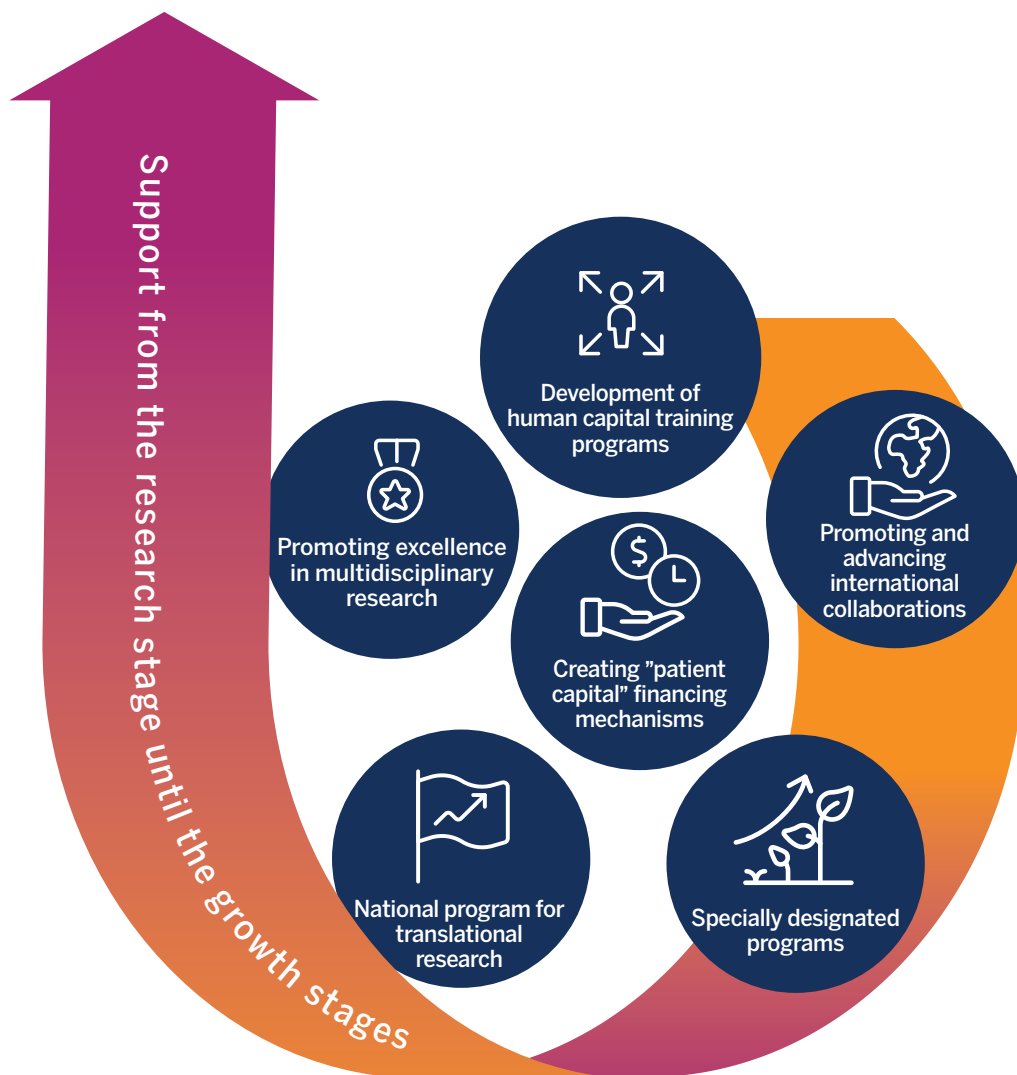 Support from the research stage until the growth stages
Development of
human capital training
programs
Promoting excellence
in multidisciplinary
research
$
Promoting and
advancing
international
collaborations
Creating ”patient
capital” financing
mechanisms
National program for
translational
research
Specially designated
programs